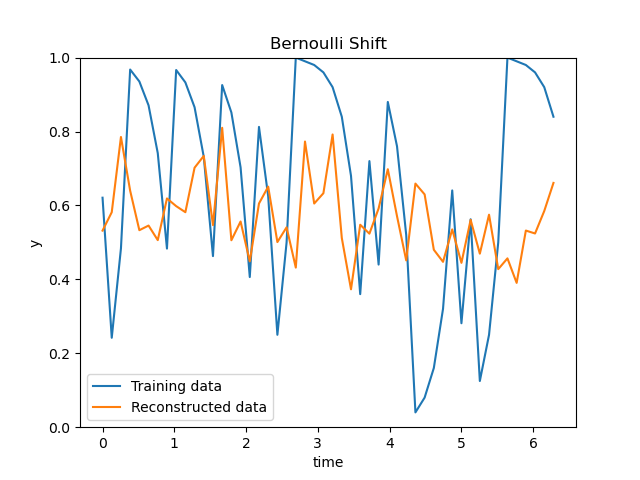 Bernoulli Shift
1.0
0.8
0.6
0.4
0.2
0.0
y
Training data
Reconstructed data
0 1 2 3 4 5 6
time